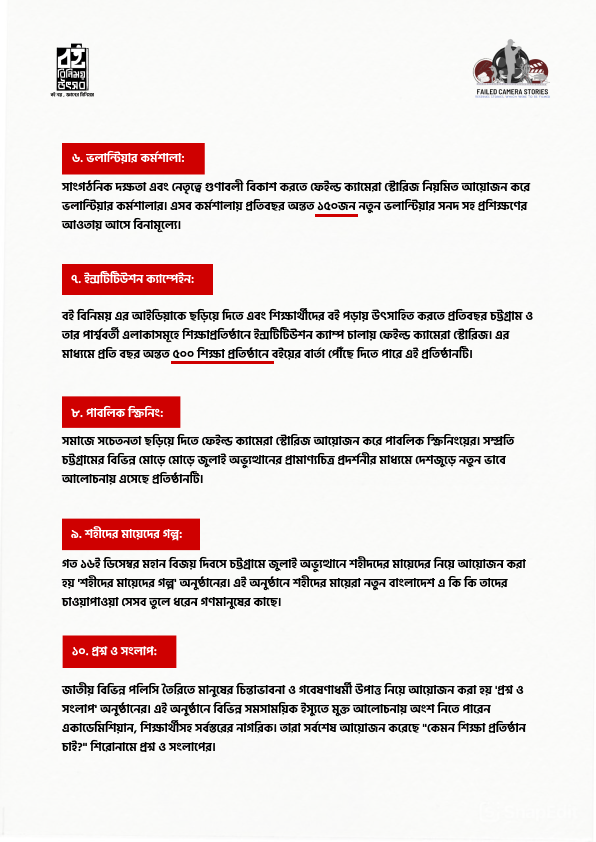 বই
বিনিময়
উৎসব
বই নয়, জ্ঞানের বিনিময়
FAILED CAMERA STORIES
৬. ভলান্টিয়ার কর্মশালা:
সাংগঠনিক দক্ষতা এবং নেতৃত্বে গুণাবলী বিকাশ করতে ফেইল্ড ক্যামেরা স্টোরিজ নিয়মিত আয়োজন করে
ভলান্টিয়ার কর্মশালার। এসব কর্মশালায় প্রতিবছর অন্তত ১৫০জন নতুন ভলান্টিয়ার সনদ সহ প্রশিক্ষণের
আওতায় আসে বিনামূল্যে।
৭. ইন্সটিটিউশন ক্যাম্পেইন:
বই বিনিময় এর আইডিয়াকে ছড়িয়ে দিতে এবং শিক্ষার্থীদের বই পড়ায় উৎসাহিত করতে প্রতিবছর চট্টগ্রাম ও
তার পার্শ্ববর্তী এলাকাসমূহে শিক্ষাপ্রতিষ্ঠানে ইন্সটিটিউশন ক্যাম্প চালায় ফেইল্ড ক্যামেরা স্টোরিজ। এর
মাধ্যমে প্রতি বছর অন্তত ৫০০ শিক্ষা প্রতিষ্ঠানে বইয়ের বার্তা পৌঁছে দিতে পারে এই প্রতিষ্ঠানটি।
৮. পাবলিক স্ক্রিনিং:
সমাজে সচেতনতা ছড়িয়ে দিতে ফেইল্ড ক্যামেরা স্টোরিজ আয়োজন করে পাবলিক স্ক্রিনিংয়ের। সম্প্রতি
চট্টগ্রামের বিভিন্ন মোড়ে মোড়ে জুলাই অভ্যুত্থানের প্রামাণ্যচিত্র প্রদর্শনীর মাধ্যমে দেশজুড়ে নতুন ভাবে
আলোচনায় এসেছে প্রতিষ্ঠানটি।
৯. শহীদের মায়েদের গল্প:
গত ১৬ই ডিসেম্বর মহান বিজয় দিবসে চট্টগ্রামে জুলাই অভ্যুত্থানে শহীদদের মায়েদের নিয়ে আয়োজন করা
হয় 'শহীদের মায়েদের গল্প' অনুষ্ঠানের। এই অনুষ্ঠানে শহীদের মায়েরা নতুন বাংলাদেশ এ কি কি তাদের
চাওয়াপাওয়া সেসব তুলে ধরেন গণমানুষের কাছে।
১০. প্রশ্ন ও সংলাপ:
জাতীয় বিভিন্ন পলিসি তৈরিতে মানুষের চিন্তাভাবনা ও গবেষণাধর্মী উপাত্ত নিয়ে আয়োজন করা হয় 'প্রশ্ন ও
সংলাপ' অনুষ্ঠানের। এই অনুষ্ঠানে বিভিন্ন সমসাময়িক ইস্যুতে মুক্ত আলোচনায় অংশ নিতে পারেন
একাডেমিশিয়ান, শিক্ষার্থীসহ সর্বস্তরের নাগরিক। তারা সর্বশেষ আয়োজন করেছে "কেমন শিক্ষা প্রতিষ্ঠান
চাই?" শিরোনামে প্রশ্ন ও সংলাপের।